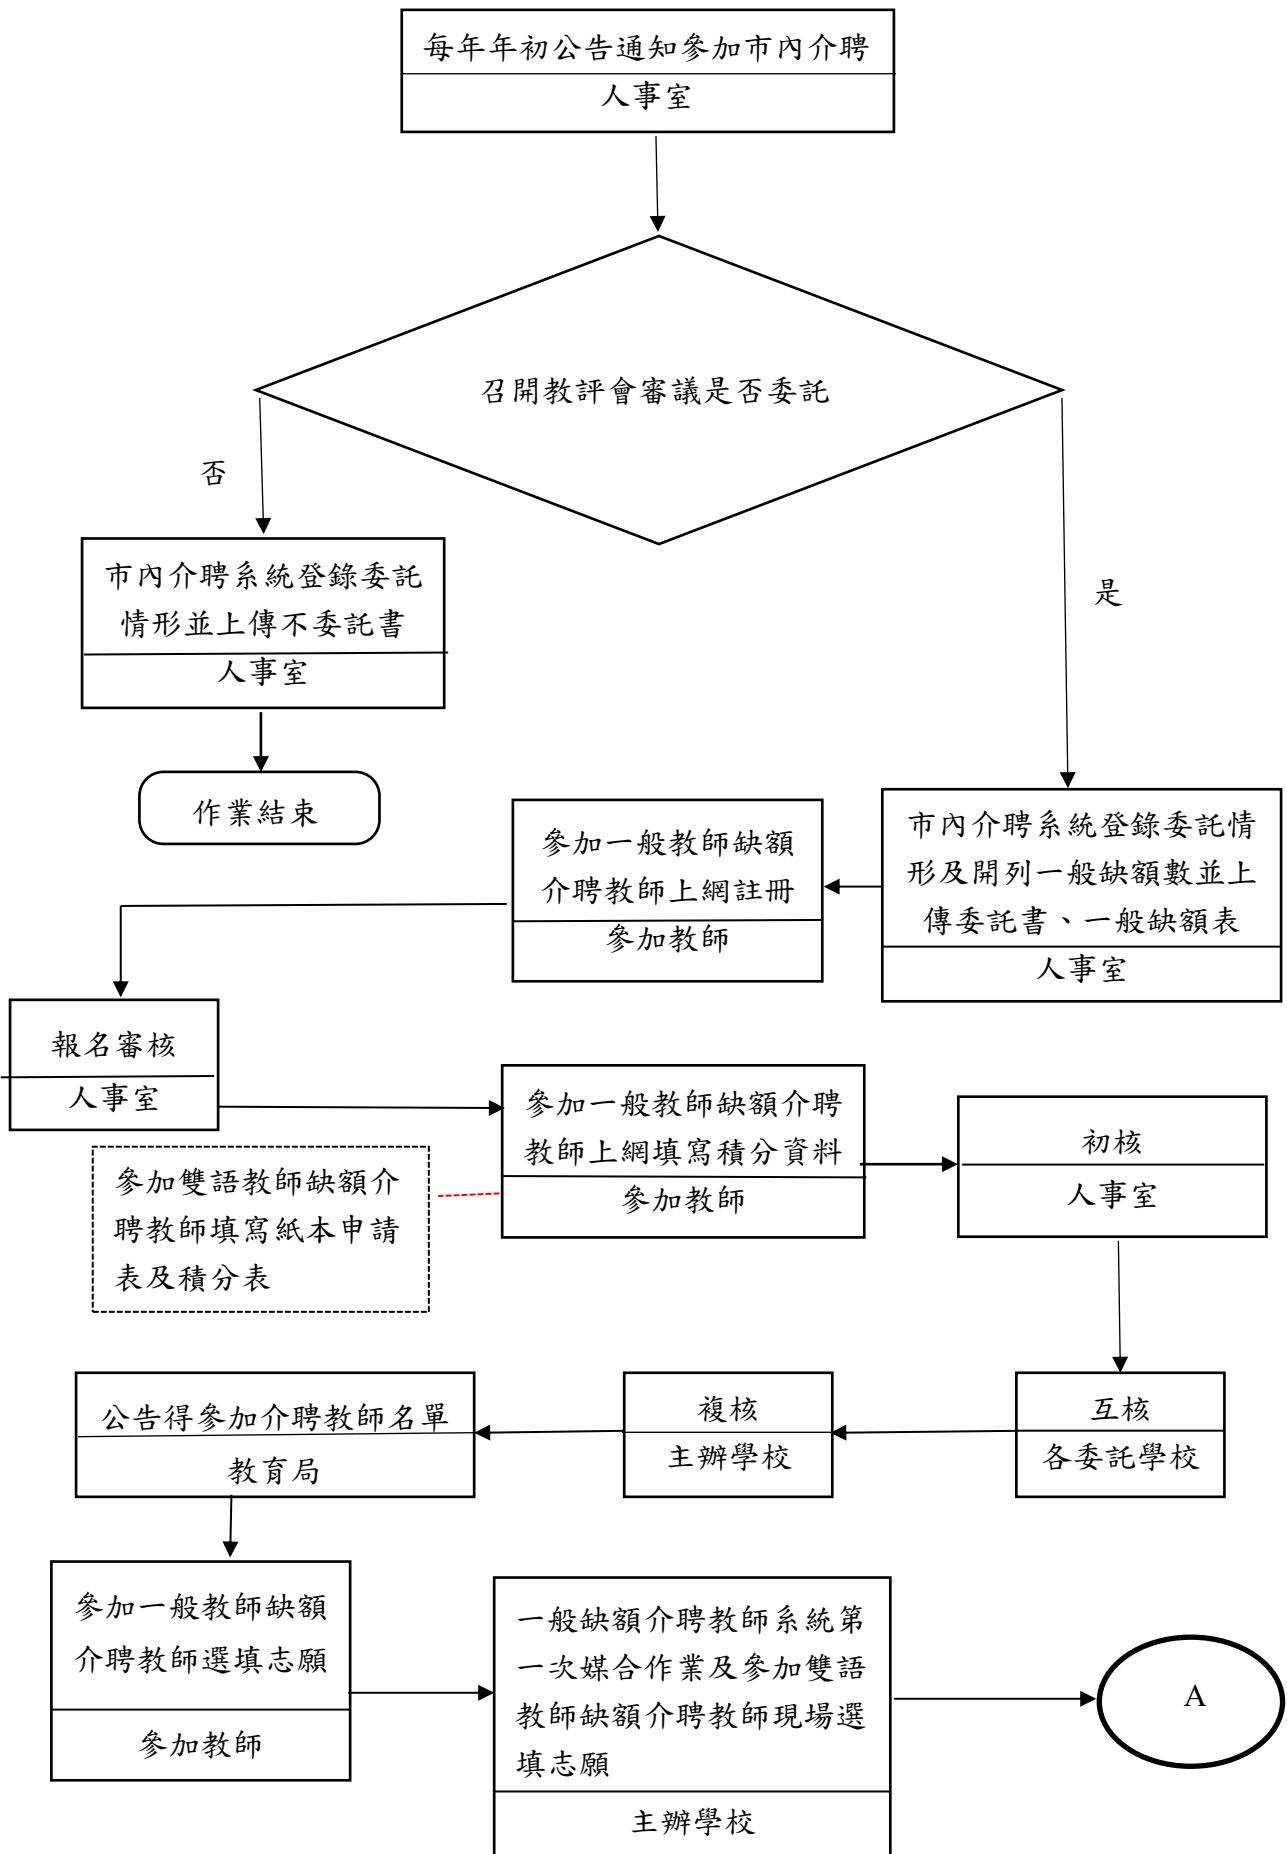 每年年初公告通知參加市內介聘
人事室
召開教評會審議是否委託
否
是
市內介聘系統登錄委託
情形並上傳不委託書
人事室
作業結束
市內介聘系統登錄委託情
形及開列一般缺額數並上
傳委託書、一般缺額表
人事室
參加一般教師缺額
介聘教師上網註冊
參加教師
報名審核
人事室
參加一般教師缺額介聘
教師上網填寫積分資料
參加教師
參加雙語教師缺額介
聘教師填寫紙本申請
表及積分表
初核
人事室
互核
各委託學校
複核
主辦學校
公告得參加介聘教師名單
教育局
參加一般教師缺額
介聘教師選填志願
參加教師
一般缺額介聘教師系統第
一次媒合作業及參加雙語
教師缺額介聘教師現場選
填志願
主辦學校
A